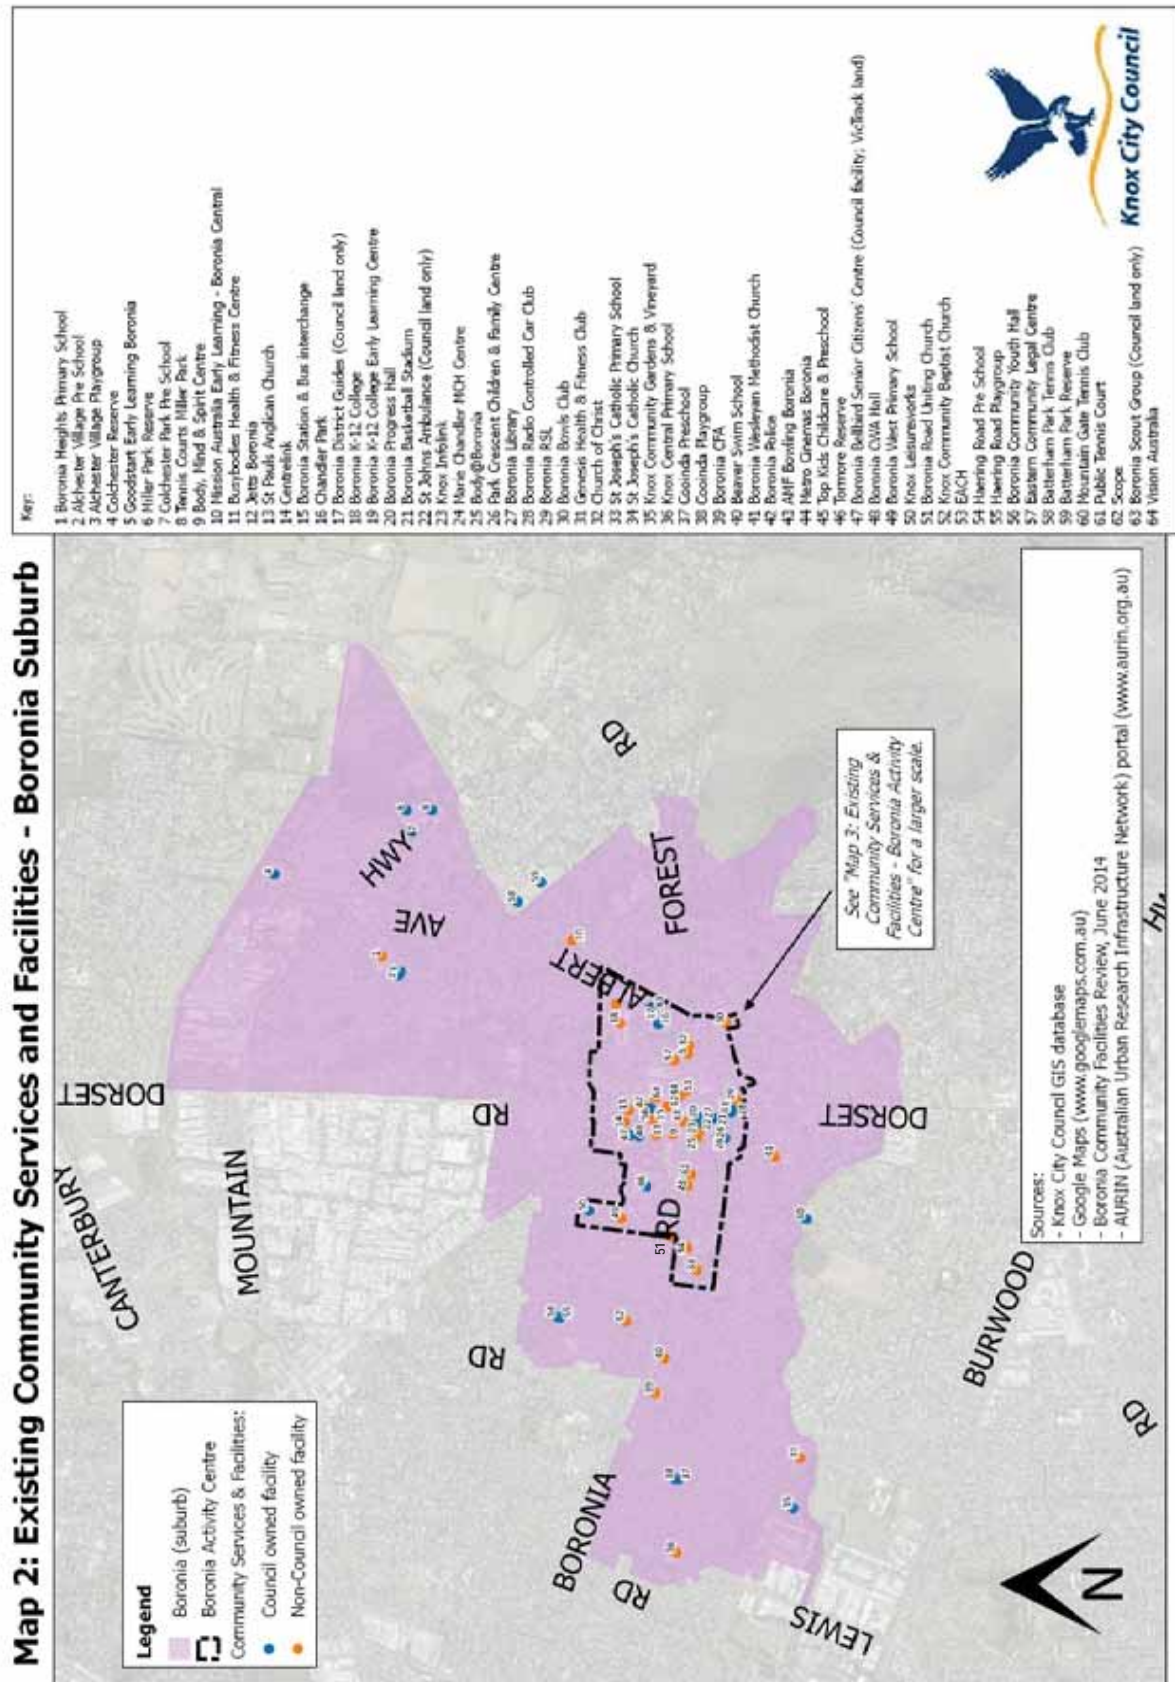 Map 2: Existing Community Services and Facilities - Boronia Suburb
Legend
Boronia (suburb)
Boronia Activity Centre
Community Services & Facilities:
Council owned facility
Non-Council owned facility
CANTERBURY
RD
MOUNTAIN
HWY
DORSET
RD
AVE
ALBERT
BORONIA
RD
RD
FOREST
RD
LEWIS
RD
DORSET
BURWOOD
N
51
See "Map 3: Existing
Community Services &
Facilities - Boronia Activity
Centre" for a larger scale.
Sources:
- Knox City Council GIS database
- Google Maps (www.googlemaps.com.au)
- Boronia Community Facilities Review, June 2014
- AURIN (Australian Urban Research Infrastructure Network) portal (www.aurin.org.au)
Key:
1 Boronia Heights Primary School
2 Alchester Village Pre School
3 Alchester Village Playgroup
4 Colchester Reserve
5 Goodstart Early Learning Boronia
6 Miller Park Reserve
7 Colchester Park Pre School
8 Tennis Courts Miller Park
9 Body, Mind & Spirit Centre
10 Mission Australia Early Learning - Boronia Central
11 Busybodies Health & Fitness Centre
12 Jetts Boronia
13 St Pauls Anglican Church
14 Centrelink
15 Boronia Station & Bus interchange
16 Chandler Park
17 Boronia District Guides (Council land only)
18 Boronia K-12 College
19 Boronia K-12 College Early Learning Centre
20 Boronia Progress Hall
21 Boronia Basketball Stadium
22 St Johns Ambulance (Council land only)
23 Knox Infolink
24 Marie Chandler MCH Centre
25 Body@Boronia
26 Park Crescent Children & Family Centre
27 Boronia Library
28 Boronia Radio Controlled Car Club
29 Boronia RSL
30 Boronia Bowls Club
31 Genesis Health & Fitness Club
32 Church of Christ
33 St Joseph's Catholic Primary School
34 St Joseph's Catholic Church
35 Knox Community Gardens & Vineyard
36 Knox Central Primary School
37 Cooinda Preschool
38 Cooinda Playgroup
39 Boronia CFA
40 Beaver Swim School
41 Boronia Wesleyan Methodist Church
42 Boronia Police
43 AMF Bowling Boronia
44 Metro Cinemas Boronia
45 Top Kids Childcare & Preschool
46 Tormore Reserve
47 Boronia Bellbird Senior Citizens' Centre (Council facility; VicTrack land)
48 Boronia CWA Hall
49 Boronia West Primary School
50 Knox Leisureworks
51 Boronia Road Uniting Church
52 Knox Community Baptist Church
53 EACH
54 Haering Road Pre School
55 Haering Road Playgroup
56 Boronia Community Youth Hall
57 Eastern Community Legal Centre
58 Batterham Park Tennis Club
59 Batterham Park Reserve
60 Mountain Gate Tennis Club
61 Public Tennis Court
62 Scope
63 Boronia Scout Group (Council land only)
64 Vision Australia
Knox City Council